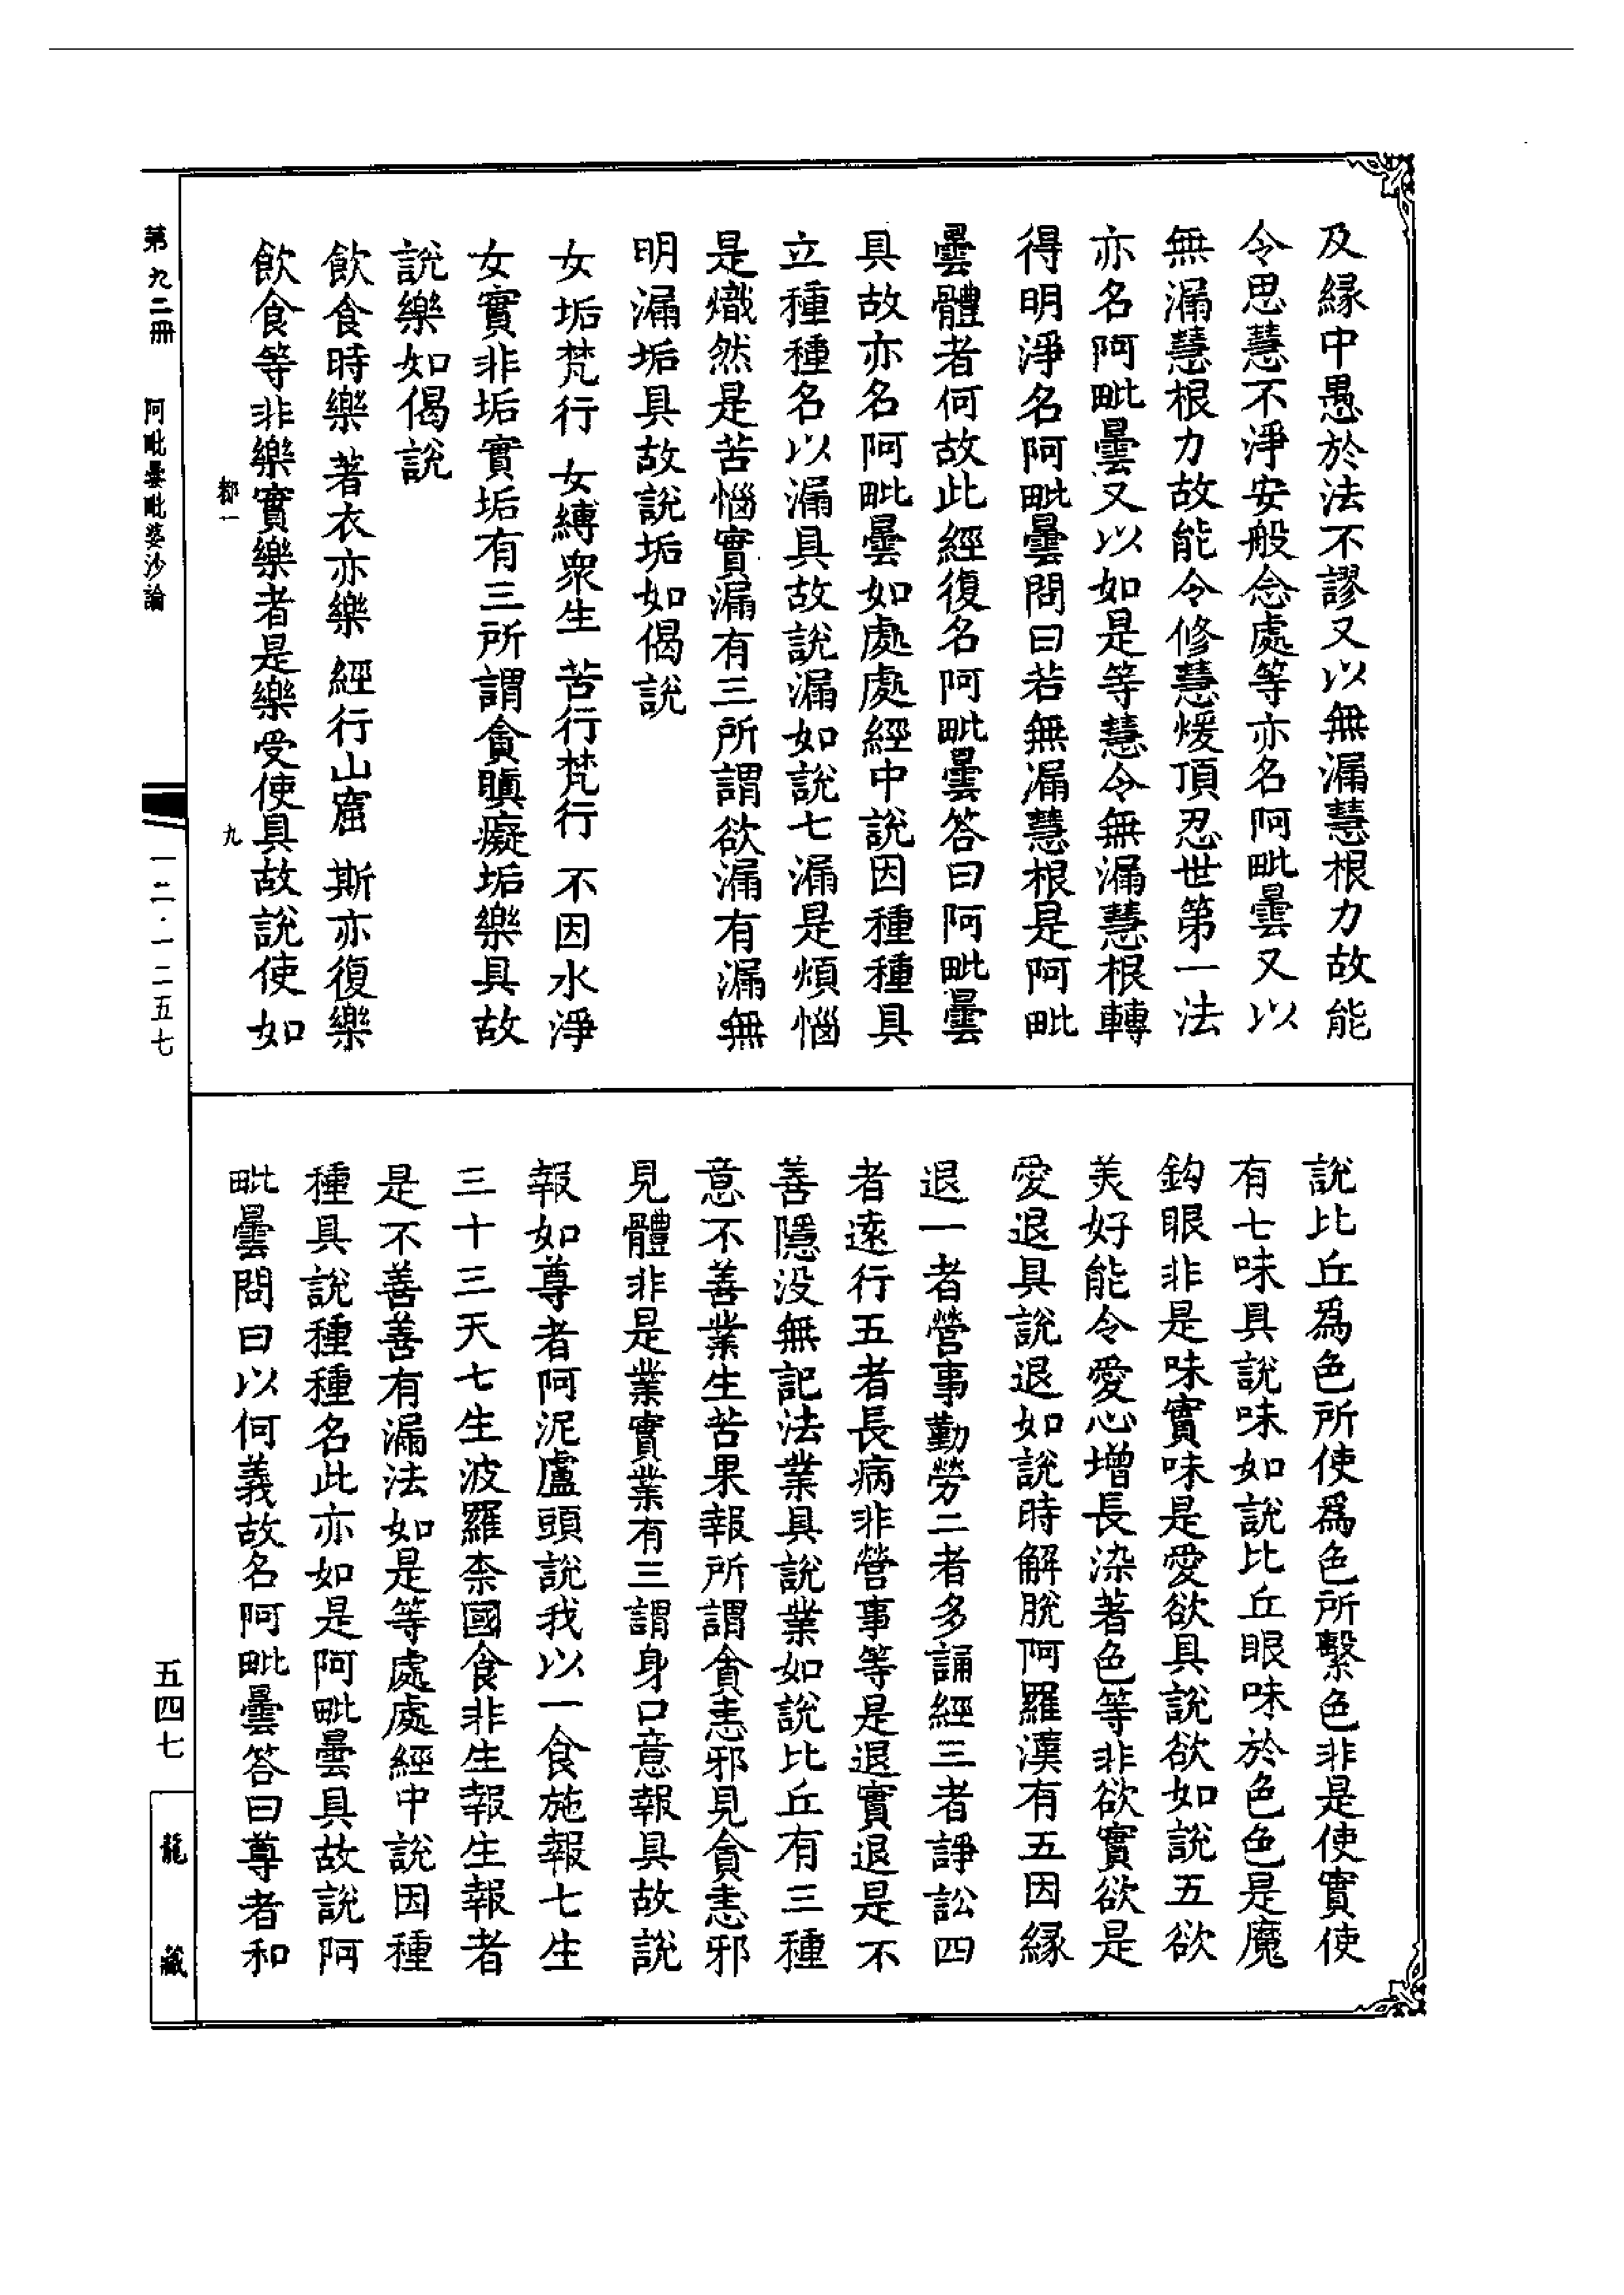 及緣中愚於法不謬又以無漏慧根力故能
令思慧不淨安般念處等亦名阿毗曇又以
無漏慧根力故能令修慧煖頂忍世第一法
亦名阿毗曇又以如是等慧令無漏慧根轉
得明淨名阿毗曇問曰若無漏慧根是阿毗
曇體者何故此經復名阿毗曇答曰阿毗曇
具故亦名阿毗曇如處處經中說因種種具
立種種名以漏具故說漏如說七漏是煩惱
是熾然是苦惱實漏有三所謂欲漏有漏無
明漏垢具故說垢如偈說
女垢梵行 女縛衆生 苦行梵行 不因水淨
女實非垢實垢有三所謂貪瞋癡垢樂具故
說樂如偈說
飲食時樂 著衣亦樂 經行山窟 斯亦復樂
飲食等非樂實樂者是樂受使具故說使如
郡一 九
說比丘爲色所使爲色所繫色非是使實使
有七味具說味如說比丘眼味於色色是魔
鈎眼非是味實味是愛欲具說欲如說五欲
美好能令愛心增長染著色等非欲實欲是
愛退具說退如說時解脫阿羅漢有五因緣
退一者營事勤勞二者多誦經三者諍訟四
者遠行五者長病非營事等是退實退是不
善隱没無記法業具說業如說比丘有三種
意不善業生苦果報所謂貪恚邪見貪恚邪
見體非是業實業有三謂身口意報具故說
報如尊者阿泥盧頭說我以一食施報七生
三十三天七生波羅柰國食非生報生報者
是不善善有漏法如是等處處經中說因種
種具說種種名此亦如是阿毗曇具故說阿
毗曇問曰以何義故名阿毗曇答曰尊者和
第九二冊 阿毗曇毗婆沙論 一二·一二五七 五四七
龍藏